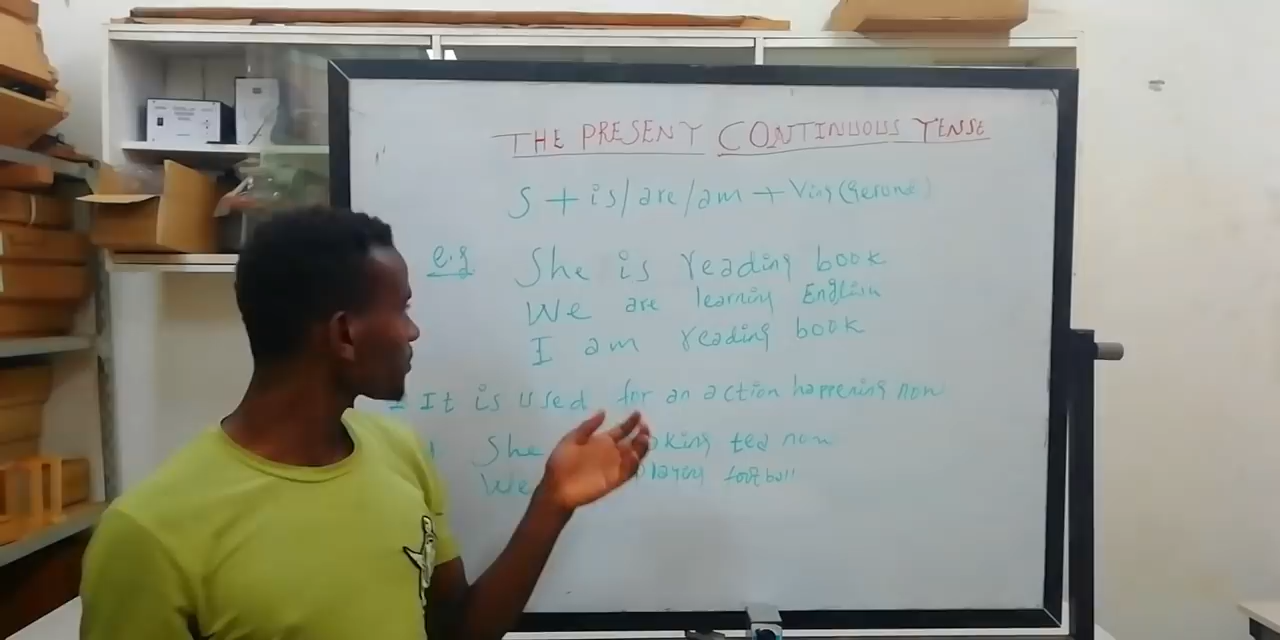 THE PRESENT CONTINUOUS TENSE
S + is/are/am + Ving (Gerund)
e.g She is reading book
We are learning English
I am reading book
It is used for an action happening now
She tea now
We playing football